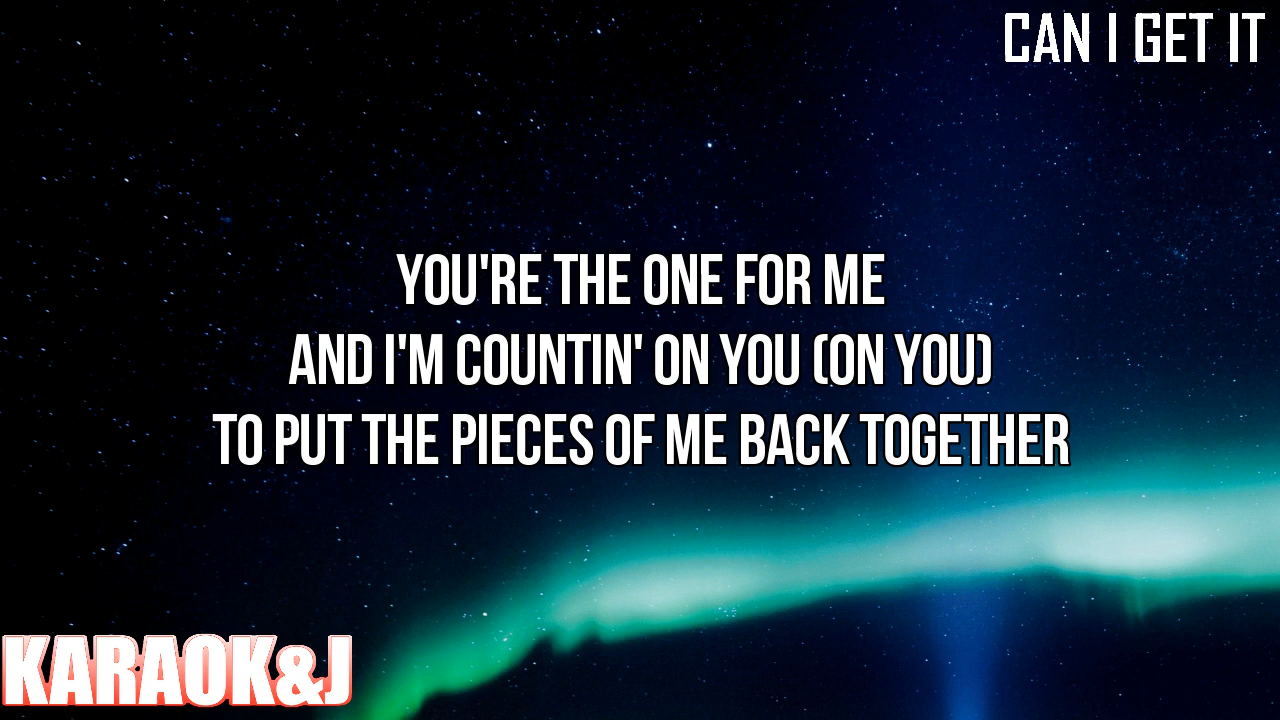 CAN I GET IT
YOU'RE THE ONE FOR ME
AND I'M COUNTIN' ON YOU (ON YOU)
TO PUT THE PIECES OF ME BACK TOGETHER
KARAOK&J